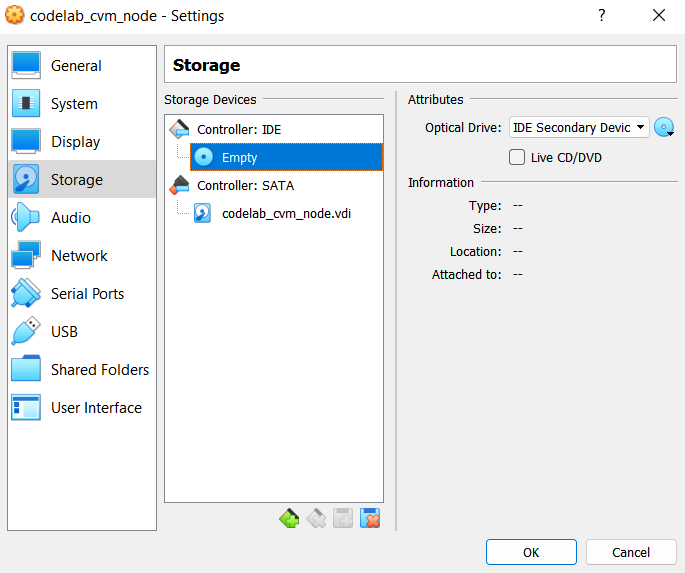 codelab_cvm_node - Settings
?
General
System
Display
Storage
Audio
Network
Serial Ports
USB
Shared Folders
User Interface
Storage
Storage Devices
Controller: IDE
Empty
Controller: SATA
codelab_cvm_node.vdi
Attributes
Optical Drive: IDE Secondary Devic
Live CD/DVD
Information
Type: --
Size: --
Location: --
Attached to: --
OK Cancel